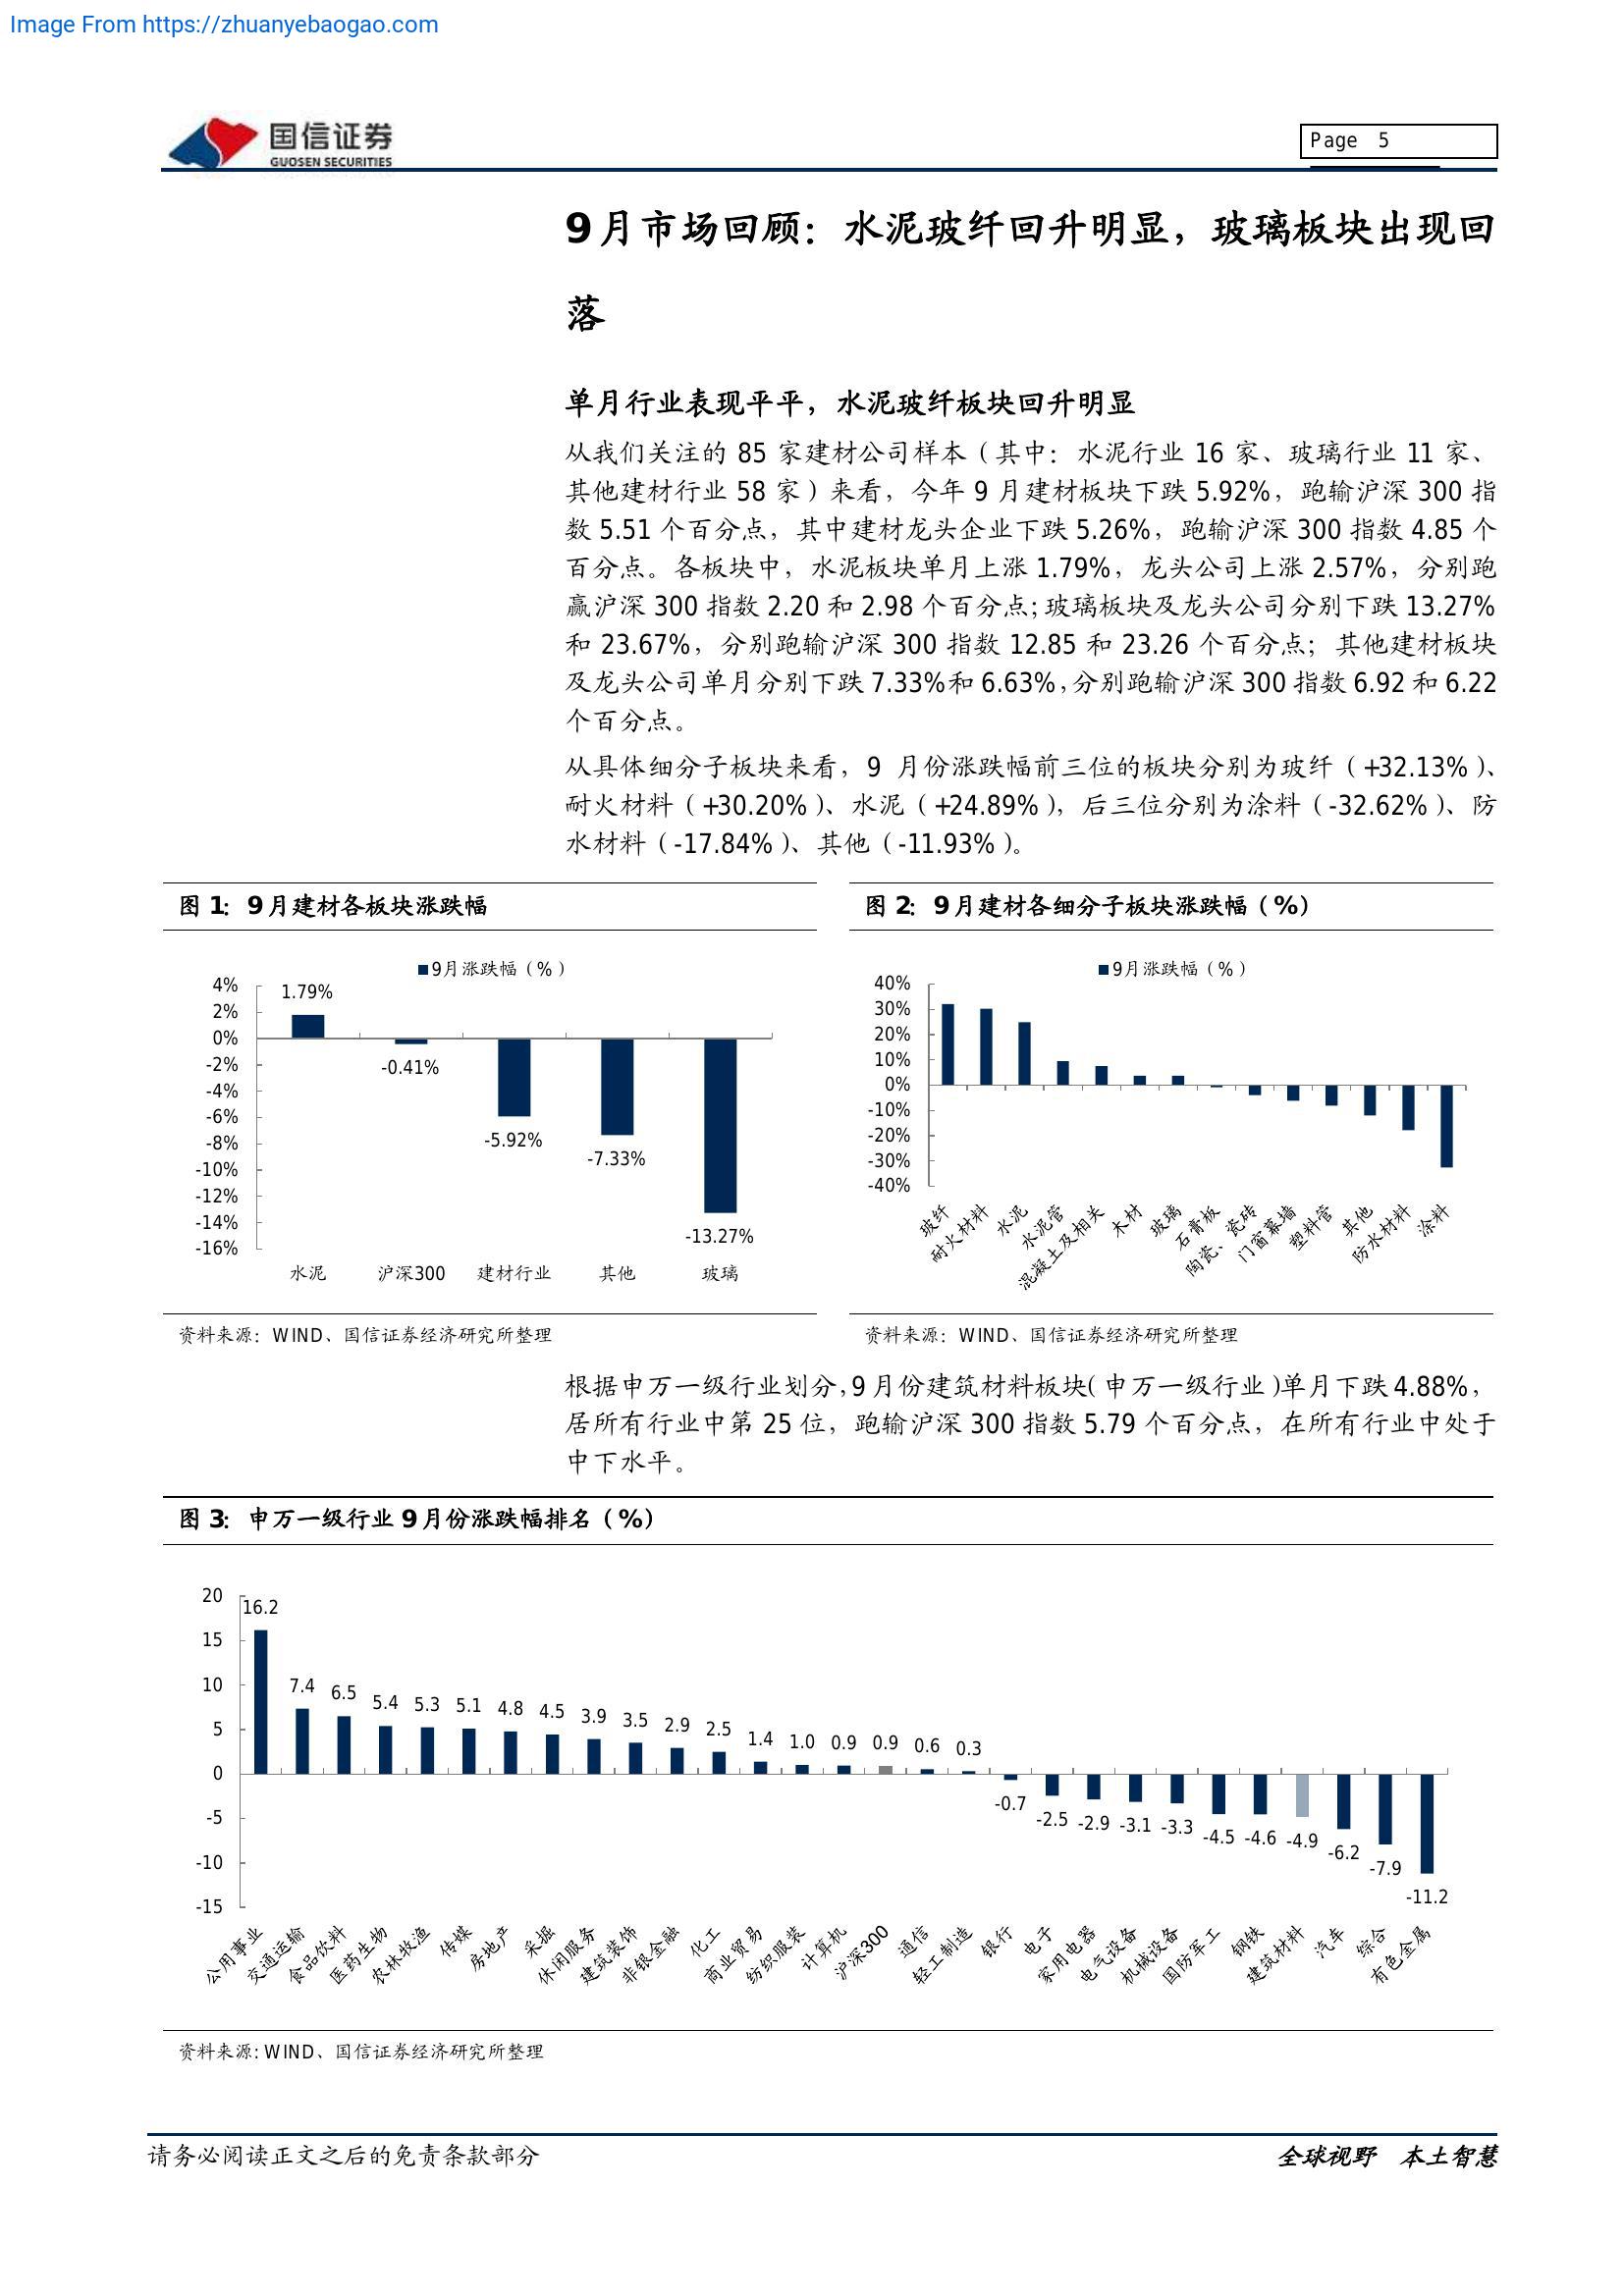 Image From https://zhuanyebaogao.com
国信证券
GUOSEN SECURITIES
Page 5
9月市场回顾：水泥玻纤回升明显，玻璃板块出现回
落
单月行业表现平平，水泥玻纤板块回升明显
从我们关注的 85 家建材公司样本（其中：水泥行业 16 家、玻璃行业 11 家、
其他建材行业 58 家）来看，今年 9 月建材板块下跌 5.92%，跑输沪深 300 指
数 5.51 个百分点，其中建材龙头企业下跌 5.26%，跑输沪深 300 指数 4.85 个
百分点。各板块中，水泥板块单月上涨 1.79%，龙头公司上涨 2.57%，分别跑
赢沪深 300 指数 2.20 和 2.98 个百分点；玻璃板块及龙头公司分别下跌 13.27%
和 23.67%，分别跑输沪深 300 指数 12.85 和 23.26 个百分点；其他建材板块
及龙头公司单月分别下跌 7.33%和 6.63%，分别跑输沪深 300 指数 6.92 和 6.22
个百分点。
从具体细分子板块来看，9 月份涨跌幅前三位的板块分别为玻纤（+32.13%）、
耐火材料（+30.20%）、水泥（+24.89%），后三位分别为涂料（-32.62%）、防
水材料（-17.84%）、其他（-11.93%）。
图 1：9月建材各板块涨跌幅
9月涨跌幅（%）
4%
2%
0%
-2%
-4%
-6%
-8%
-10%
-12%
-14%
-16%
1.79%
-0.41%
-5.92%
-7.33%
-13.27%
水泥
沪深300
建材行业
其他
玻璃
资料来源：WIND、国信证券经济研究所整理
图 2：9月建材各细分子板块涨跌幅（%）
9月涨跌幅（%）
40%
30%
20%
10%
0%
-10%
-20%
-30%
-40%
玻纤
耐火材料
水泥
水泥管
混凝土及相关
木材
玻璃
石膏板
陶瓷、瓷砖
门窗幕墙
塑料管
其他
防水材料
涂料
资料来源：WIND、国信证券经济研究所整理
根据申万一级行业划分，9 月份建筑材料板块（申万一级行业）单月下跌 4.88%，
居所有行业中第 25 位，跑输沪深 300 指数 5.79 个百分点，在所有行业中处于
中下水平。
图 3：申万一级行业 9月份涨跌幅排名（%）
20
15
10
5
0
-5
-10
-15
16.2
7.4
6.5
5.4
5.3
5.1
4.8
4.5
3.9
3.5
2.9
2.5
1.4
1.0
0.9
0.9
0.6
0.3
-0.7
-2.5
-2.9
-3.1
-3.3
-4.5
-4.6
-4.9
-6.2
-7.9
-11.2
公用事业
交通运输
食品饮料
医药生物
农林牧渔
传媒
房地产
采掘
休闲服务
建筑装饰
非银金融
化工
商业贸易
纺织服装
计算机
沪深300
通信
轻工制造
银行
电子
家用电器
电气设备
机械设备
国防军工
钢铁
建筑材料
汽车
综合
有色金属
资料来源：WIND、国信证券经济研究所整理
请务必阅读正文之后的免责条款部分
全球视野 本土智慧